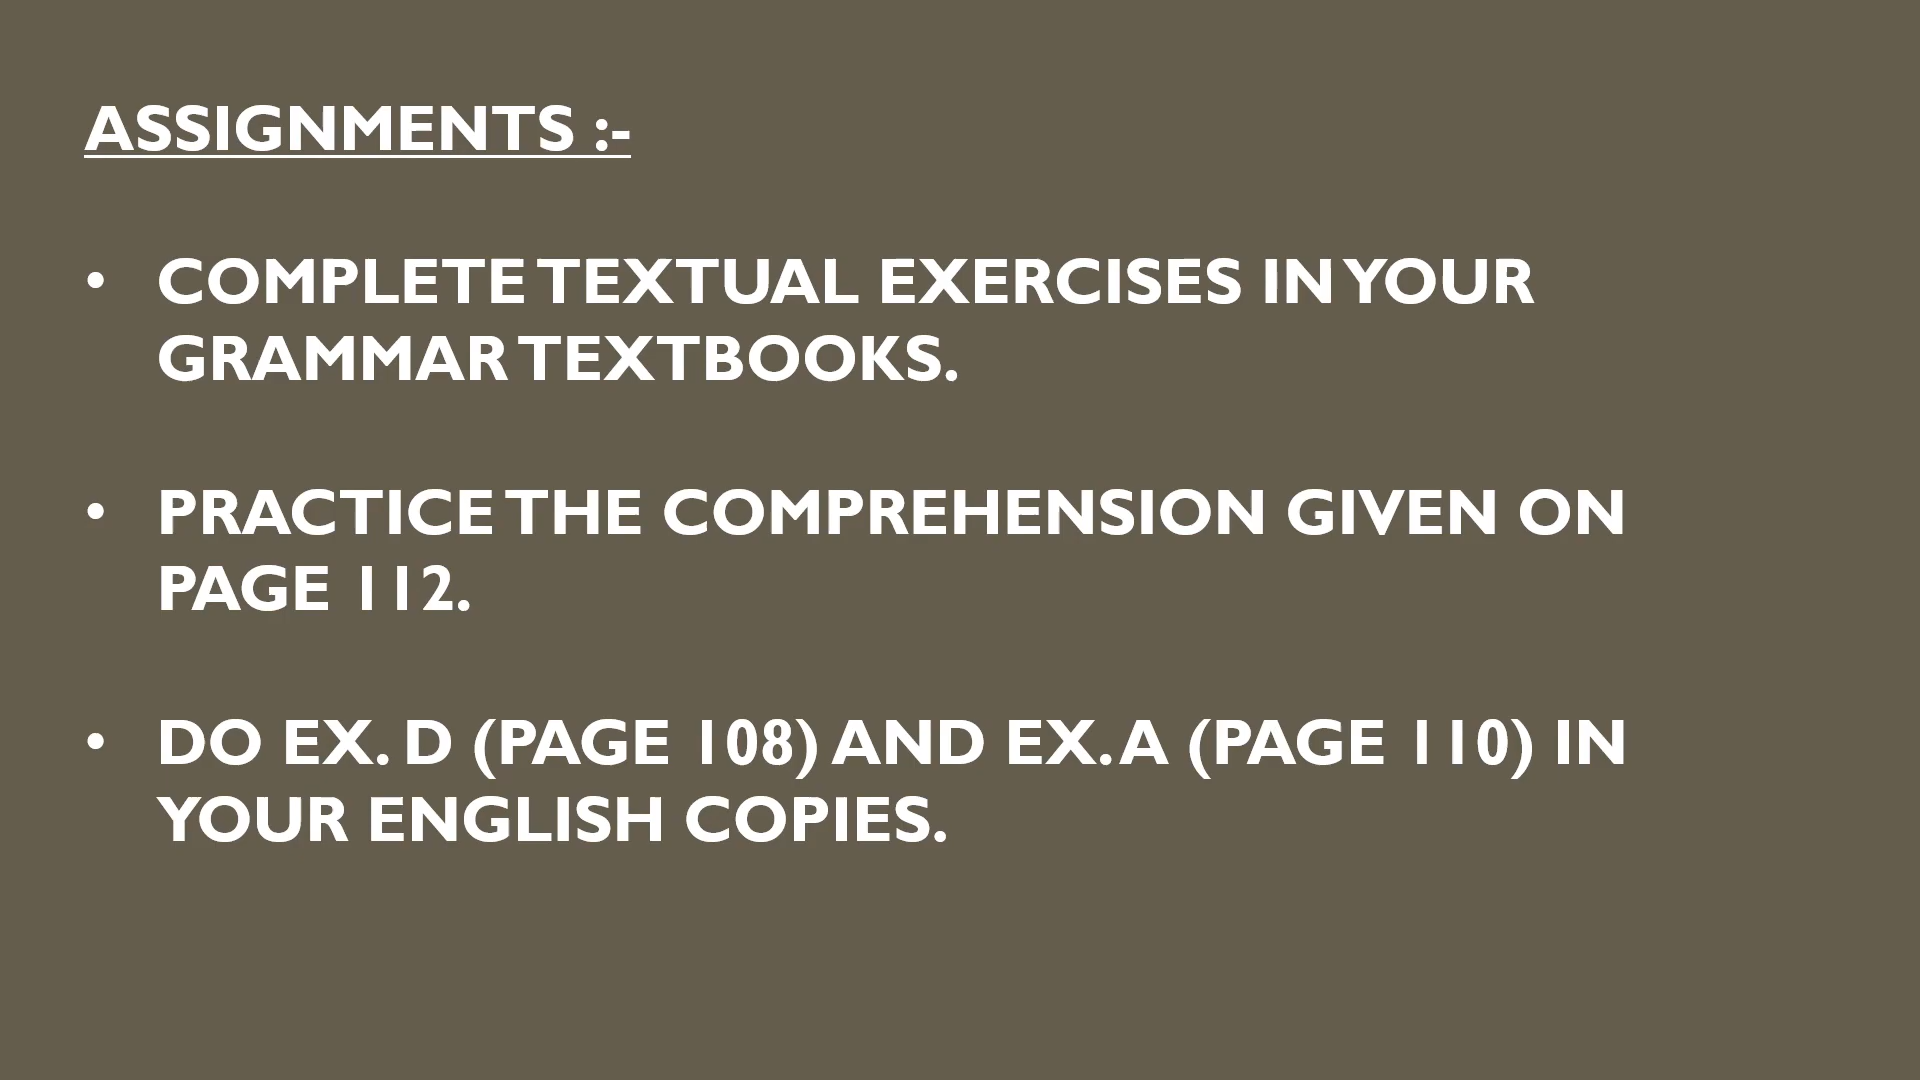 ASSIGNMENTS :-
• COMPLETE TEXTUAL EXERCISES IN YOUR
GRAMMAR TEXTBOOKS.
• PRACTICE THE COMPREHENSION GIVEN ON
PAGE 112.
• DO EX. D (PAGE 108) AND EX. A (PAGE 110) IN
YOUR ENGLISH COPIES.